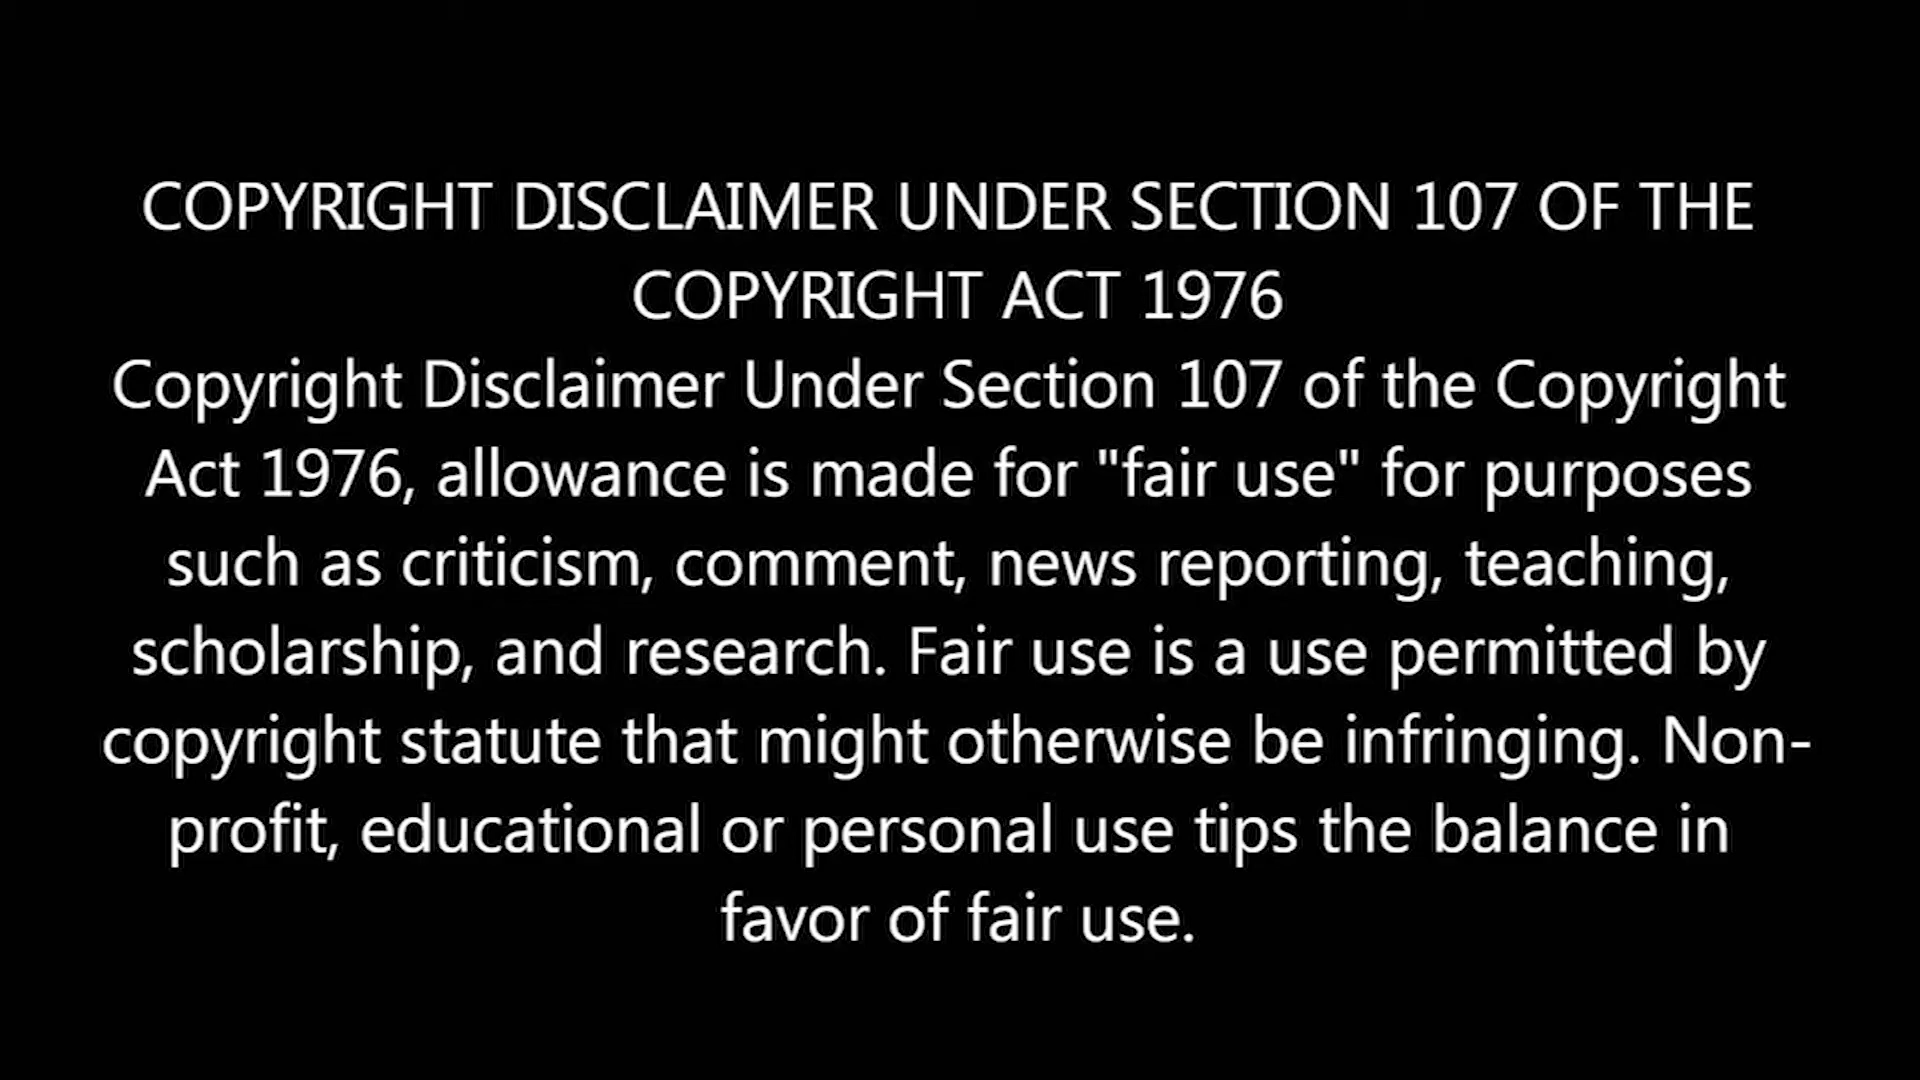 COPYRIGHT DISCLAIMER UNDER SECTION 107 OF THE
COPYRIGHT ACT 1976
Copyright Disclaimer Under Section 107 of the Copyright
Act 1976, allowance is made for "fair use" for purposes
such as criticism, comment, news reporting, teaching,
scholarship, and research. Fair use is a use permitted by
copyright statute that might otherwise be infringing. Non-
profit, educational or personal use tips the balance in
favor of fair use.